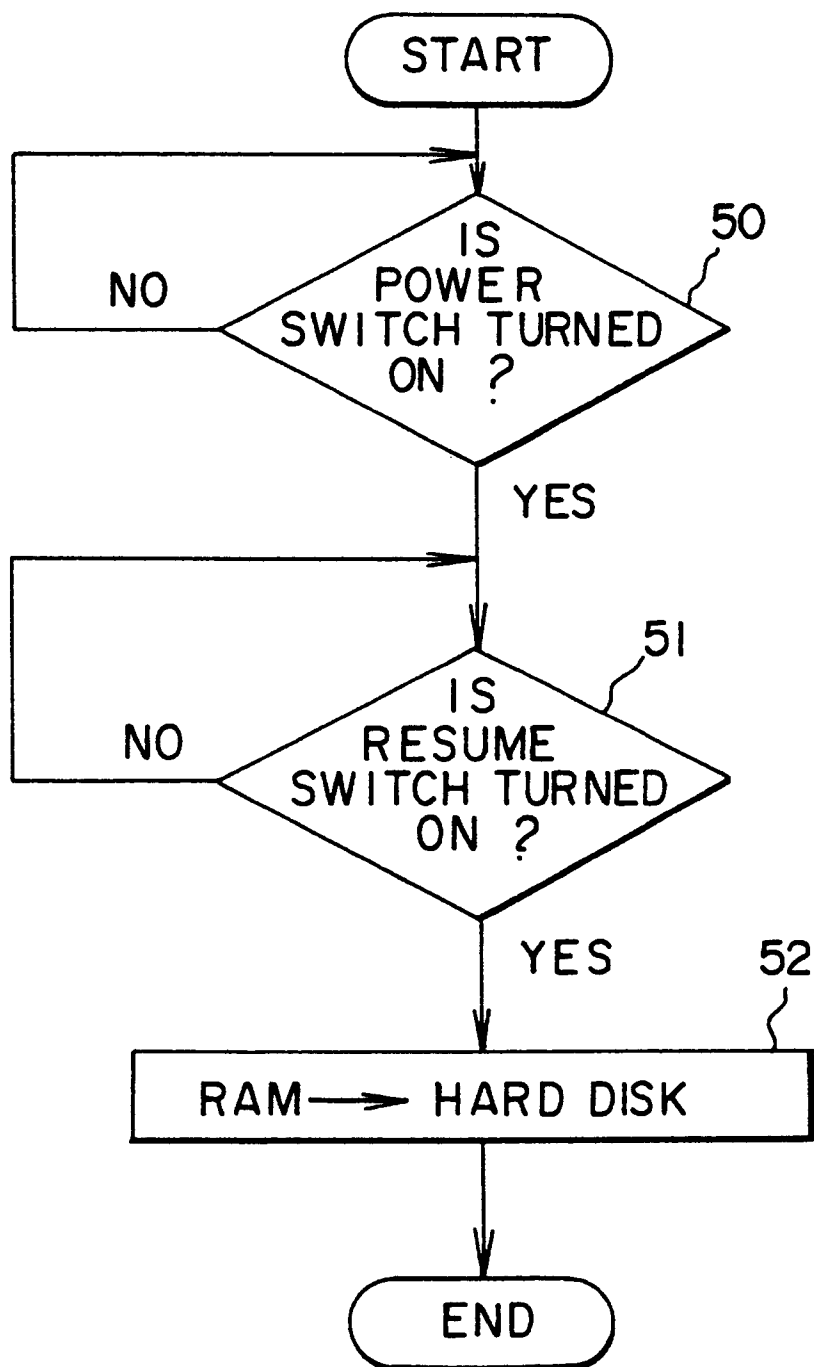 START
50
IS
POWER
SWITCH TURNED
ON ?
NO
YES
51
IS
RESUME
SWITCH TURNED
ON ?
NO
YES
52
RAM → HARD DISK
END